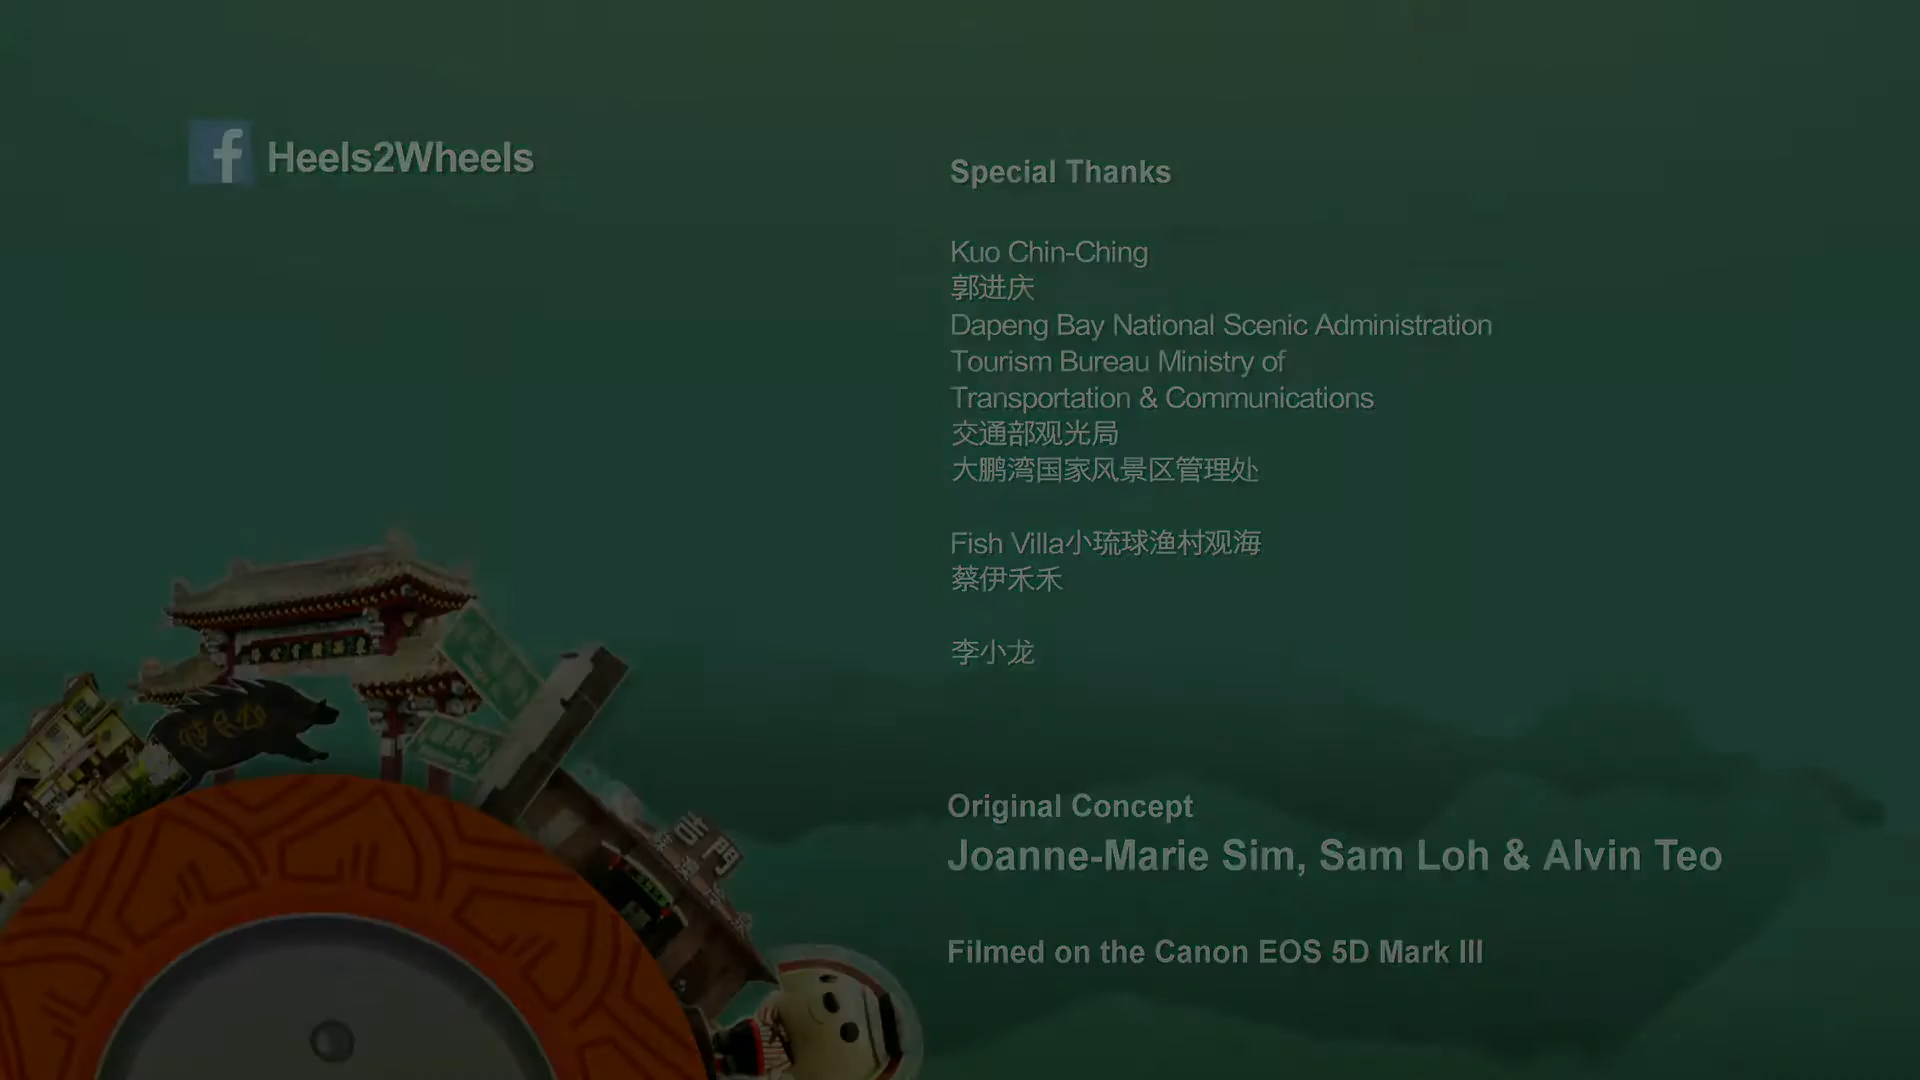 Heels2Wheels
Special Thanks
Kuo Chin-Ching
郭进庆
Dapeng Bay National Scenic Administration
Tourism Bureau Ministry of
Transportation & Communications
交通部观光局
大鹏湾国家风景区管理处
Fish Villa小琉球渔村观海
蔡伊禾禾
李小龙
Original Concept
Joanne-Marie Sim, Sam Loh & Alvin Teo
Filmed on the Canon EOS 5D Mark III